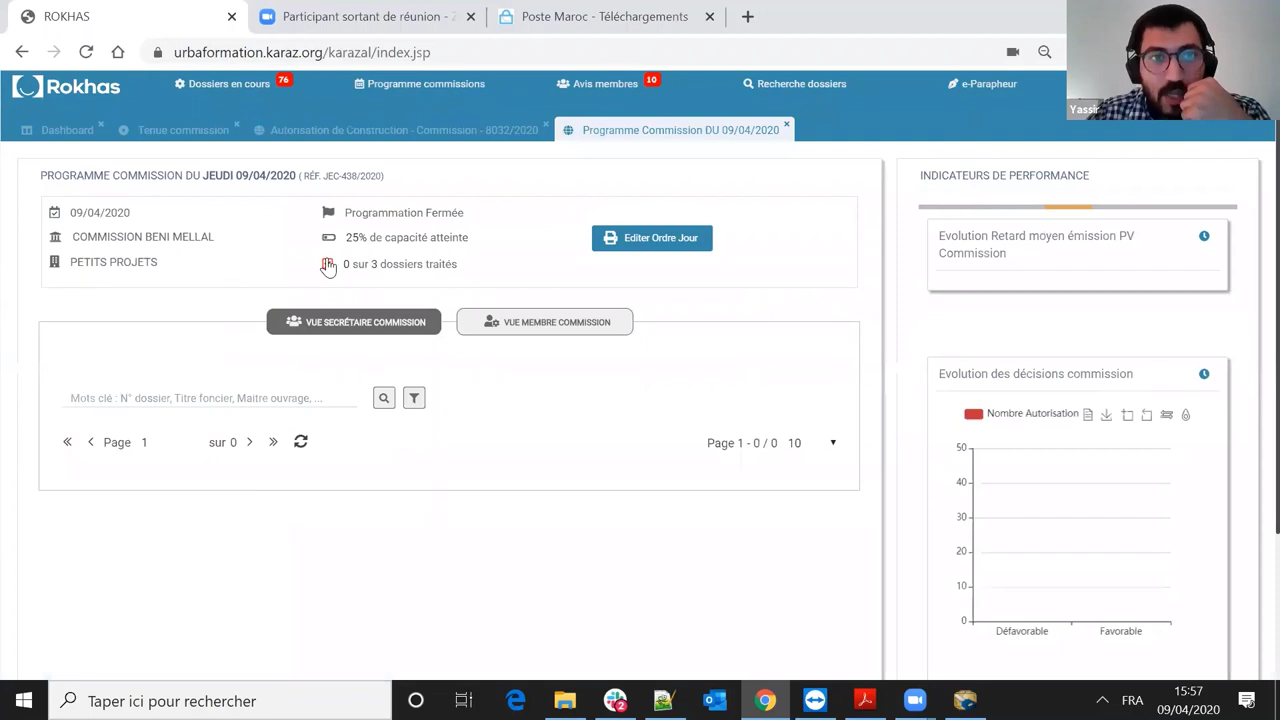 ROKHAS
Participant sortant de réunion - Z
Poste Maroc - Téléchargements
urbaformation.karaz.org/karazal/index.jsp
Rokhas
Dossiers en cours 76
Programme commissions
Avis membres 10
Recherche dossiers
e-Parapheur
Yassir
Dashboard
Tenue commission
Autorisation de Construction - Commission - 8032/2020
Programme Commission DU 09/04/2020
PROGRAMME COMMISSION DU JEUDI 09/04/2020 ( RÉF. JEC-438/2020)
INDICATEURS DE PERFORMANCE
09/04/2020
Programmation Fermée
COMMISSION BENI MELLAL
25% de capacité atteinte
Editer Ordre Jour
PETITS PROJETS
0 sur 3 dossiers traités
Evolution Retard moyen émission PV
Commission
VUE SECRÉTAIRE COMMISSION
VUE MEMBRE COMMISSION
Mots clé : N° dossier, Titre foncier, Maitre ouvrage, ...
Page 1 sur 0
Page 1 - 0 / 0 10
Evolution des décisions commission
Nombre Autorisation
50
40
30
20
10
0
Défavorable
Favorable
Taper ici pour rechercher
2
FRA
15:57
09/04/2020